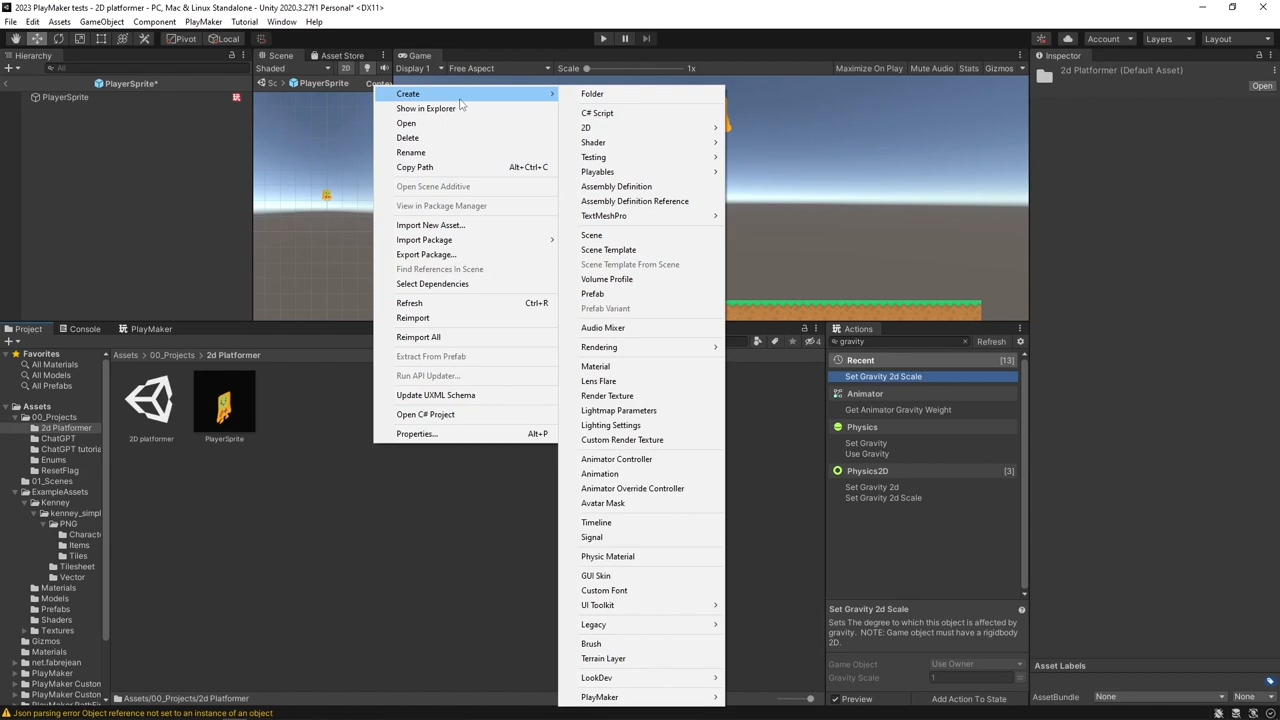 2023 PlayMaker tests - 2D platformer - PC, Mac & Linux Standalone - Unity 2020.3.27f1 Personal* <DX11>
File Edit Assets GameObject Component PlayMaker Tutorial Window Help
Pivot Local Account Layers Layout
Hierarchy Scene Asset Store Game Inspector
All Shaded 2D Display 1 Free Aspect Scale 1x Maximize On Play Mute Audio Stats Gizmos 2d Platformer (Default Asset)
PlayerSprite* Sc PlayerSprite Conte Open
PlayerSprite
Create
Show in Explorer
Open
Delete
Rename
Copy Path Alt+Ctrl+C
Open Scene Additive
View in Package Manager
Import New Asset...
Import Package
Export Package...
Find References In Scene
Select Dependencies
Refresh Ctrl+R
Reimport
Reimport All
Extract From Prefab
Run API Updater...
Update UXML Schema
Open C# Project
Properties... Alt+P
Folder
C# Script
2D
Shader
Testing
Playables
Assembly Definition
Assembly Definition Reference
TextMeshPro
Scene
Scene Template
Scene Template From Scene
Volume Profile
Prefab
Prefab Variant
Audio Mixer
Rendering
Material
Lens Flare
Render Texture
Lightmap Parameters
Lighting Settings
Custom Render Texture
Animator Controller
Animation
Animator Override Controller
Avatar Mask
Timeline
Signal
Physic Material
GUI Skin
Custom Font
UI Toolkit
Legacy
Brush
Terrain Layer
LookDev
PlayMaker
Project Console PlayMaker
Favorites
All Materials
All Models
All Prefabs
Assets
00_Projects
2d Platformer
ChatGPT
ChatGPT tutoria
Enums
ResetFlag
01_Scenes
ExampleAssets
Kenney
kenney_simpl
PNG
Characte
Items
Tiles
Tilesheet
Vector
Materials
Models
Prefabs
Shaders
Textures
Gizmos
Materials
net.fabrejean
PlayMaker
PlayMaker Custom
PlayMaker Custom
Assets > 00_Projects > 2d Platformer
2D platformer PlayerSprite
Assets/00_Projects/2d Platformer
4
Actions
gravity Refresh
Recent [13]
Set Gravity 2d Scale
Animator
Get Animator Gravity Weight
Physics
Set Gravity
Use Gravity
Physics2D [3]
Set Gravity 2d
Set Gravity 2d Scale
Set Gravity 2d Scale
Sets The degree to which this object is affected by
gravity. NOTE: Game object must have a rigidbody
2D.
Game Object Use Owner
Gravity Scale 1
Preview Add Action To State
Asset Labels
AssetBundle None None
Json parsing error Object reference not set to an instance of an object